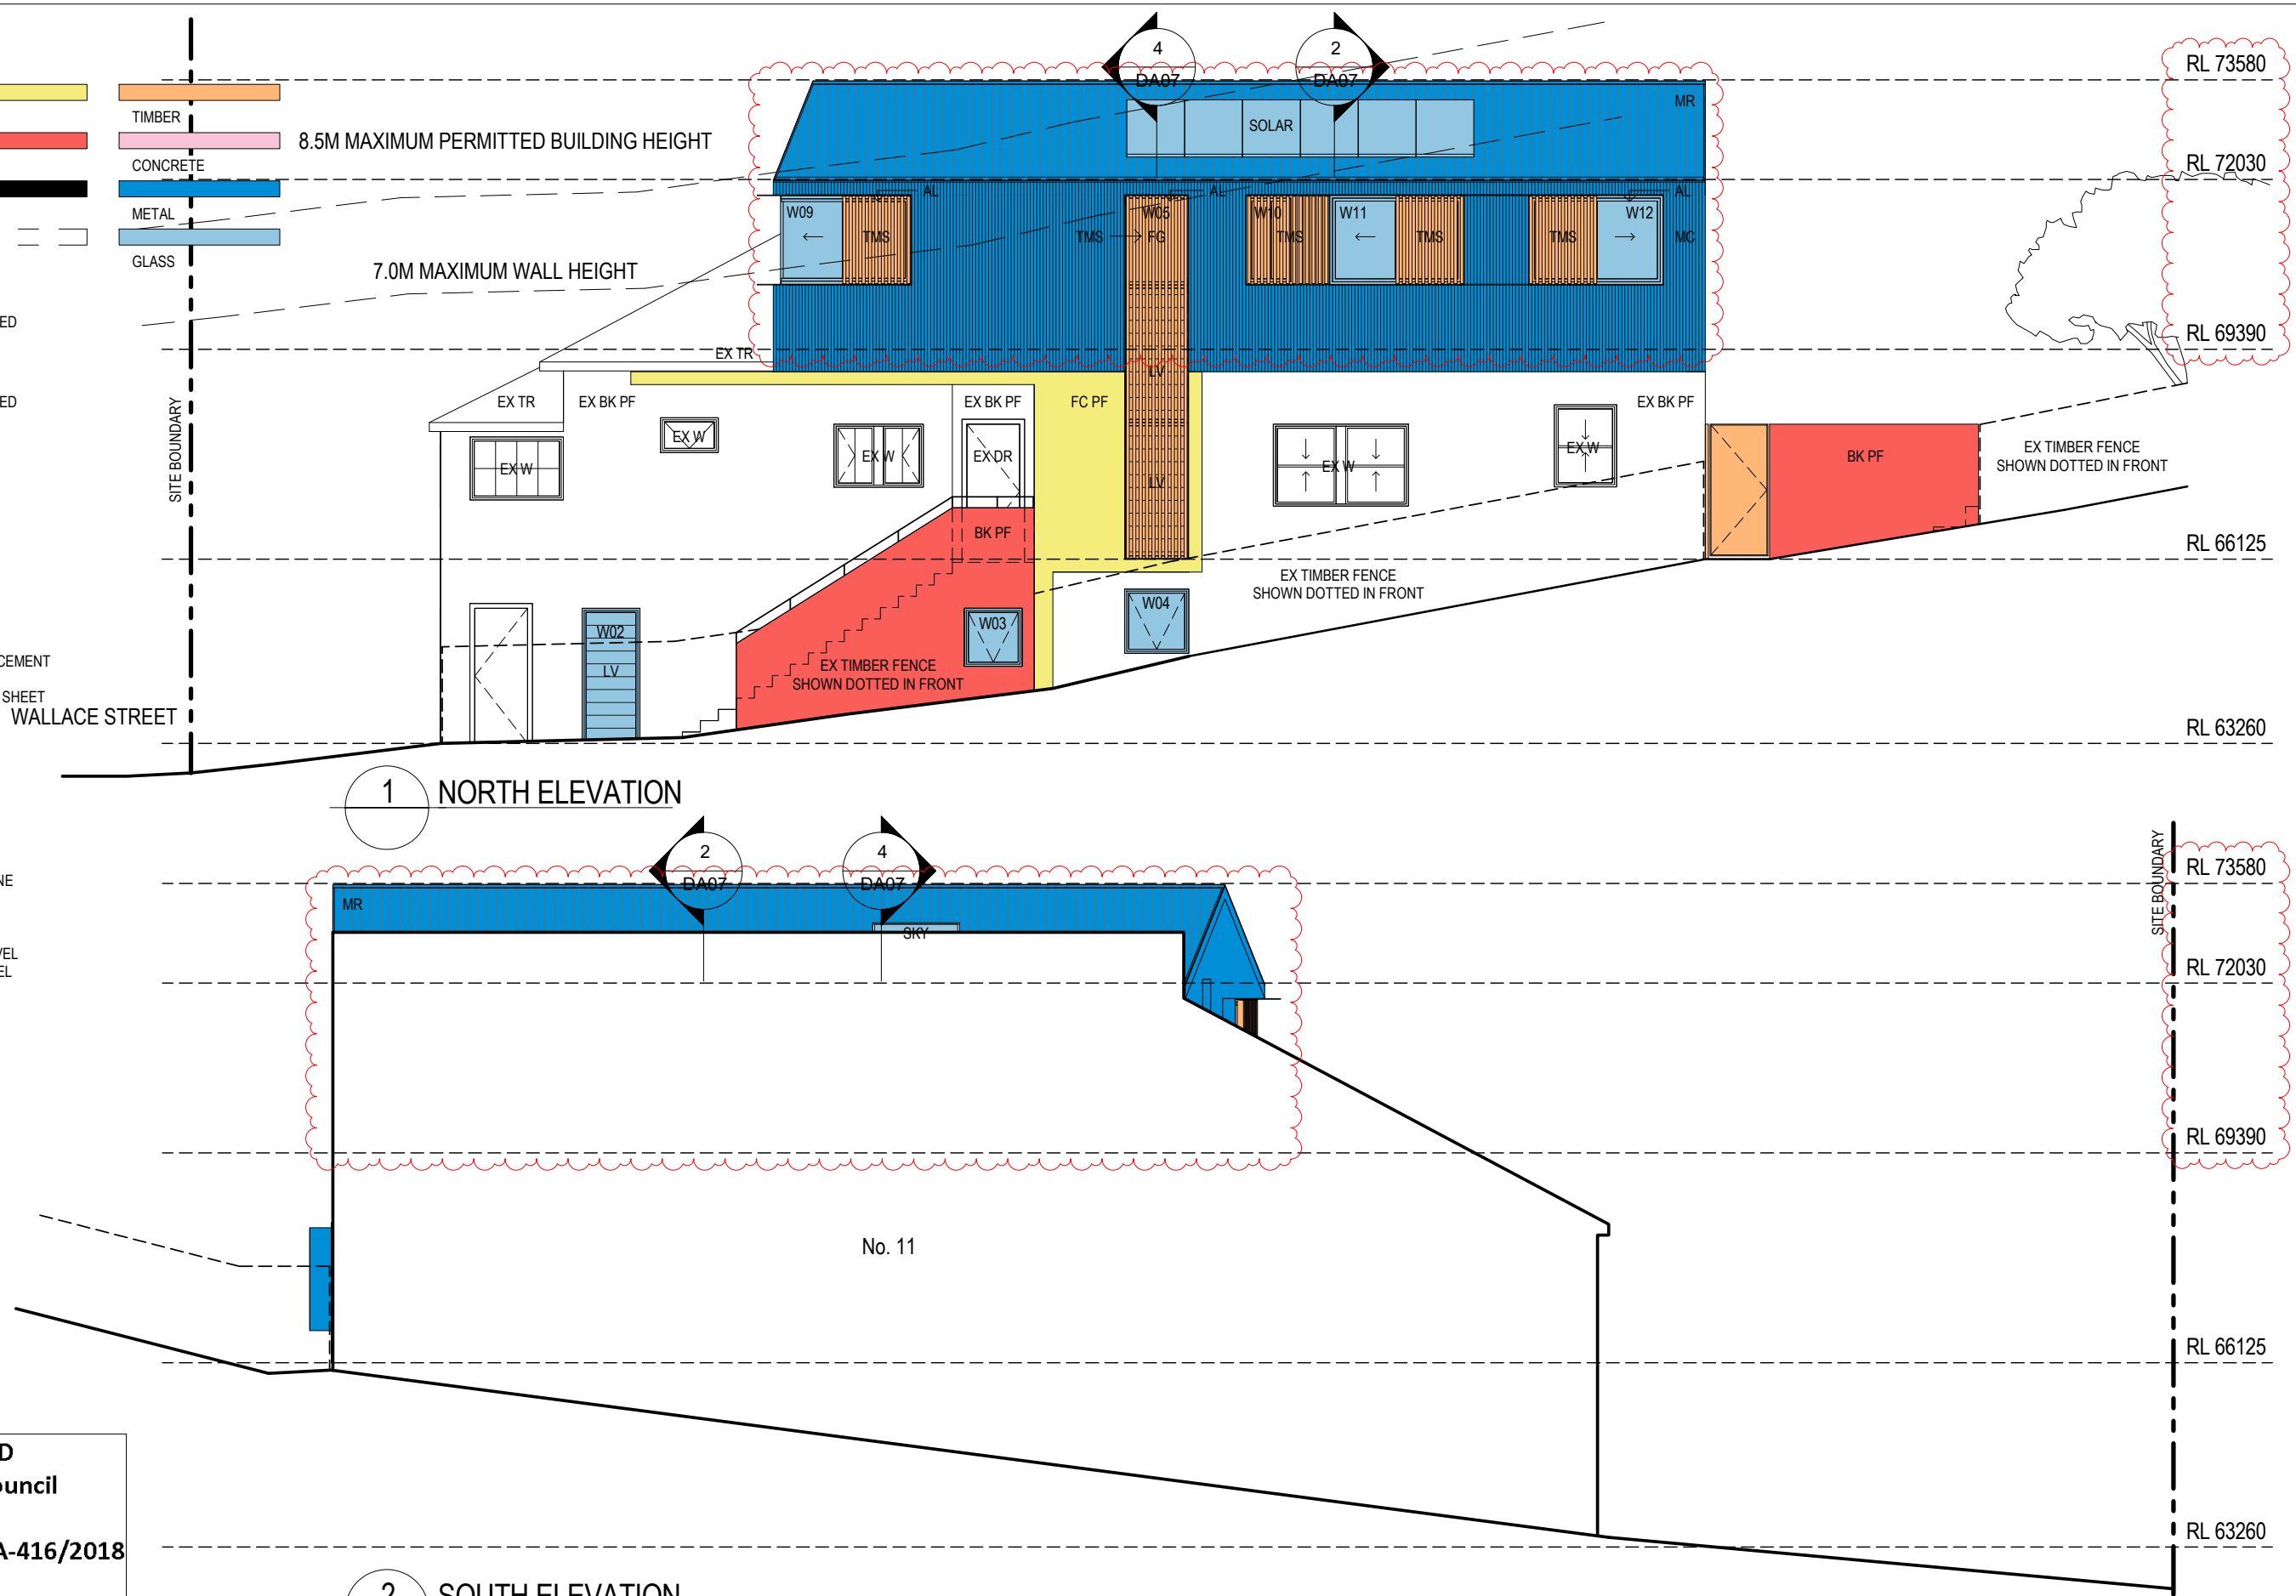 4
DA07
2
DA07
RL 73580
TIMBER
MR
SOLAR
8.5M MAXIMUM PERMITTED BUILDING HEIGHT
CONCRETE
RL 72030
METAL
AL
AL
AL
W09
W05
W10
W11
W12
TMS
TMS
FG
TMS
TMS
TMS
MC
GLASS
7.0M MAXIMUM WALL HEIGHT
ED
RL 69390
EX TR
LV
ED
SITE BOUNDARY
EX TR
EX BK PF
EX BK PF
FC PF
EX BK PF
EX W
EX W
EX W
EX DR
EX W
EX W
BK PF
EX TIMBER FENCE
SHOWN DOTTED IN FRONT
LV
BK PF
RL 66125
EX TIMBER FENCE
SHOWN DOTTED IN FRONT
W02
W03
W04
LV
EX TIMBER FENCE
SHOWN DOTTED IN FRONT
CEMENT
SHEET
WALLACE STREET
RL 63260
1
NORTH ELEVATION
2
DA07
4
DA07
SITE BOUNDARY
RL 73580
NE
MR
SKY
VEL
EL
RL 72030
RL 69390
No. 11
RL 66125
D
ouncil
A-416/2018
RL 63260
2
SOUTH ELEVATION